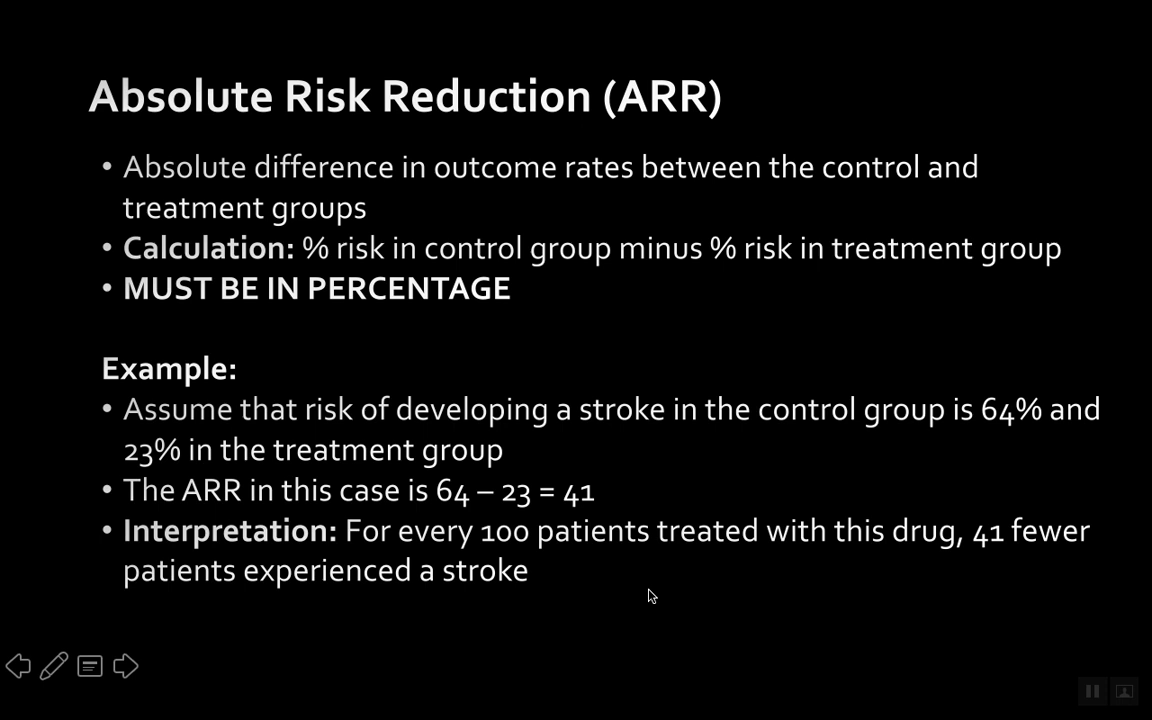 Absolute Risk Reduction (ARR)
• Absolute difference in outcome rates between the control and
treatment groups
• Calculation: % risk in control group minus % risk in treatment group
• MUST BE IN PERCENTAGE
Example:
• Assume that risk of developing a stroke in the control group is 64% and
23% in the treatment group
• The ARR in this case is 64 – 23 = 41
• Interpretation: For every 100 patients treated with this drug, 41 fewer
patients experienced a stroke